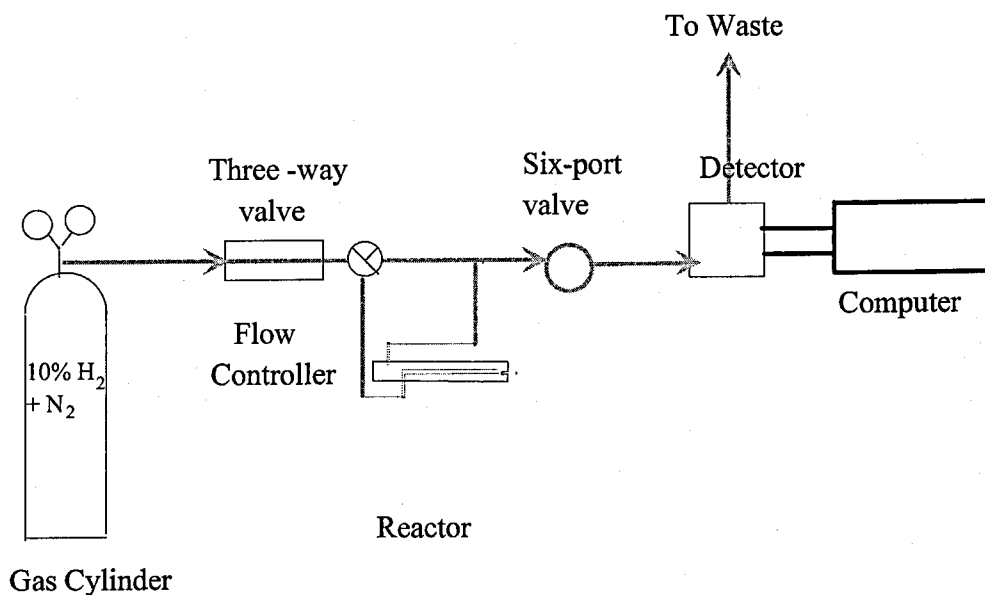 To Waste
Three -way
valve
Six-port
valve
Detector
Computer
Flow
Controller
10% H₂
+ N₂
Reactor
Gas Cylinder